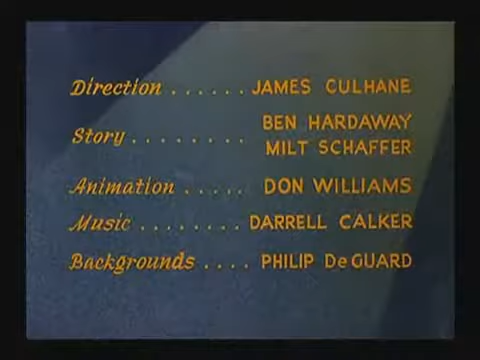 Direction ...... JAMES CULHANE
Story ........ BEN HARDAWAY
MILT SCHAFFER
Animation ..... DON WILLIAMS
Music ........ DARRELL CALKER
Backgrounds .... PHILIP DeGUARD